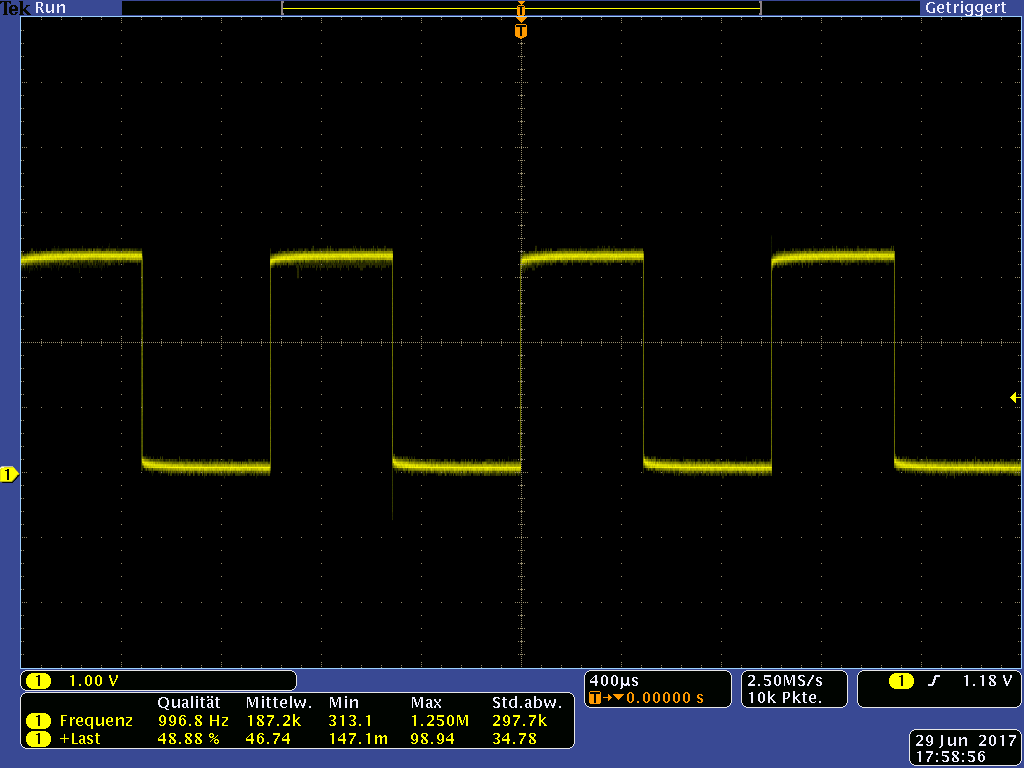 Tek Run Getriggert
T
T
1
1 1.00 V
400µs
T→▼0.00000 s
2.50MS/s
10k Pkte.
1 1.18 V
Qualität Mittelw. Min Max Std.abw.
1 Frequenz 996.8 Hz 187.2k 313.1 1.250M 297.7k
1 +Last 48.88 % 46.74 147.1m 98.94 34.78
29 Jun 2017
17:58:56